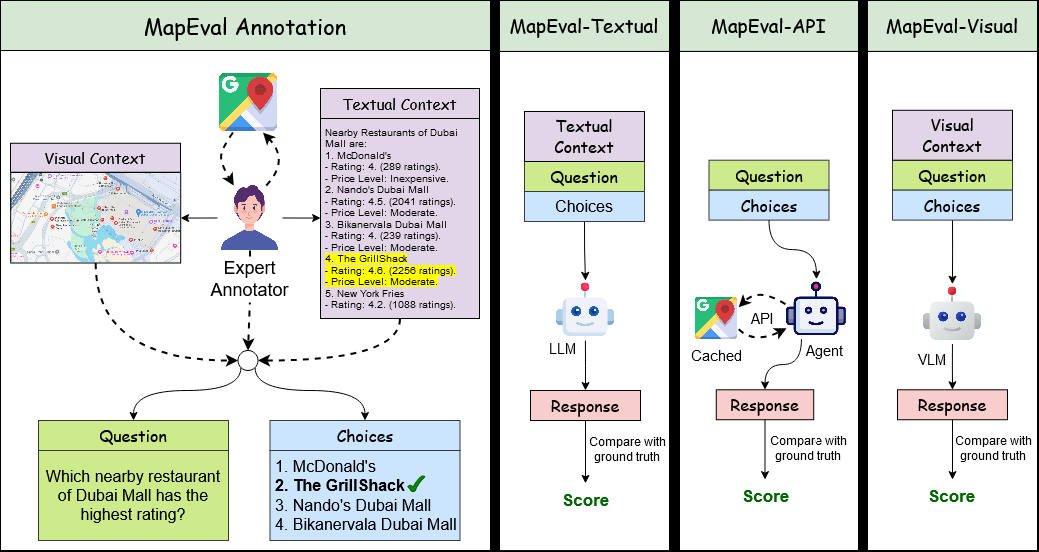 MapEval Annotation
G
Visual Context
Textual Context
Nearby Restaurants of Dubai
Mall are:
1. McDonald's
- Rating: 4. (289 ratings).
- Price Level: Inexpensive.
2. Nando's Dubai Mall
- Rating: 4.5. (2041 ratings).
- Price Level: Moderate.
3. Bikanervala Dubai Mall
- Rating: 4. (239 ratings).
- Price Level: Moderate.
4. The GrillShack
- Rating: 4.6. (2256 ratings).
- Price Level: Moderate.
5. New York Fries
- Rating: 4.2. (1088 ratings).
Expert
Annotator
Question
Which nearby restaurant
of Dubai Mall has the
highest rating?
Choices
1. McDonald's
2. The GrillShack
3. Nando's Dubai Mall
4. Bikanervala Dubai Mall
MapEval-Textual
Textual
Context
Question
Choices
LLM
Response
Compare with
ground truth
Score
MapEval-API
Question
Choices
G
API
Cached
Agent
Response
Compare with
ground truth
Score
MapEval-Visual
Visual
Context
Question
Choices
VLM
Response
Compare with
ground truth
Score